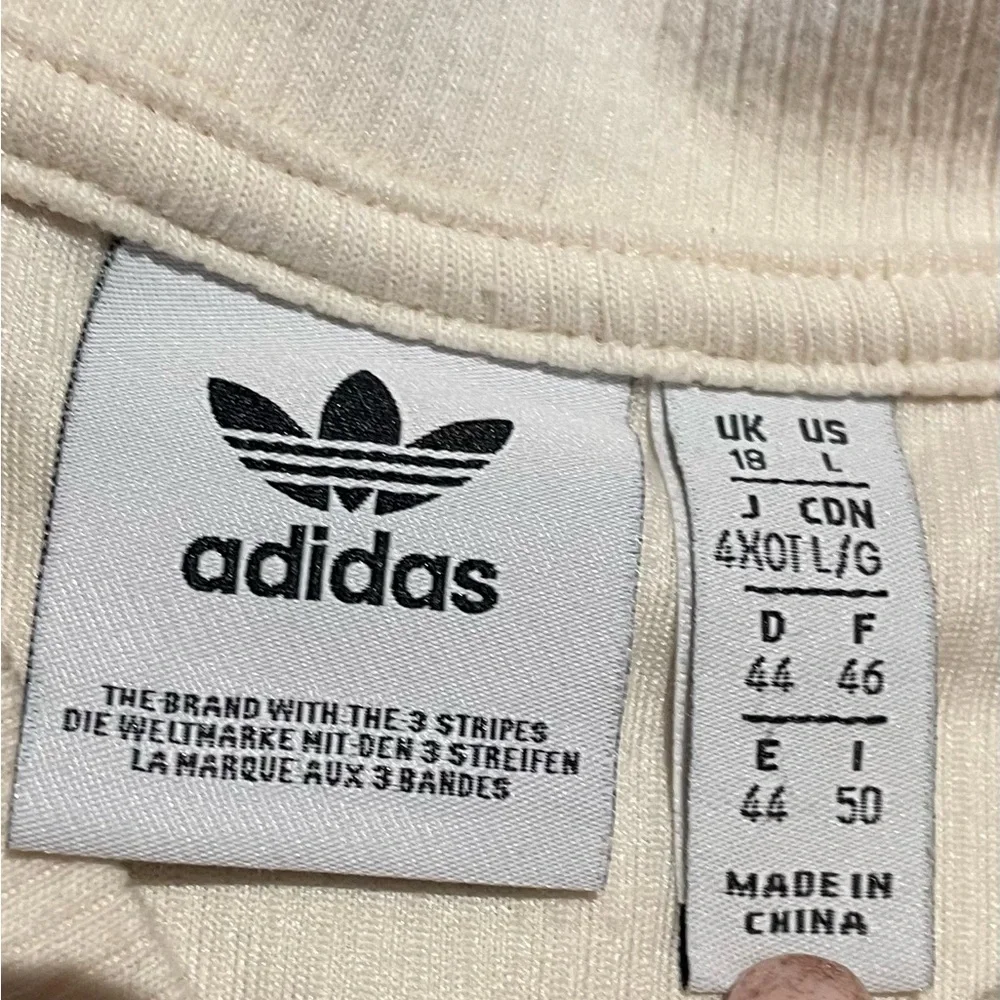 adidas
THE BRAND WITH THE 3 STRIPES
DIE WELTMARKE MIT DEN 3 STREIFEN
LA MARQUE AUX 3 BANDES
UK US
18 L
J CDN
4XOT L/G
D F
44 46
E I
44 50
MADE IN
CHINA